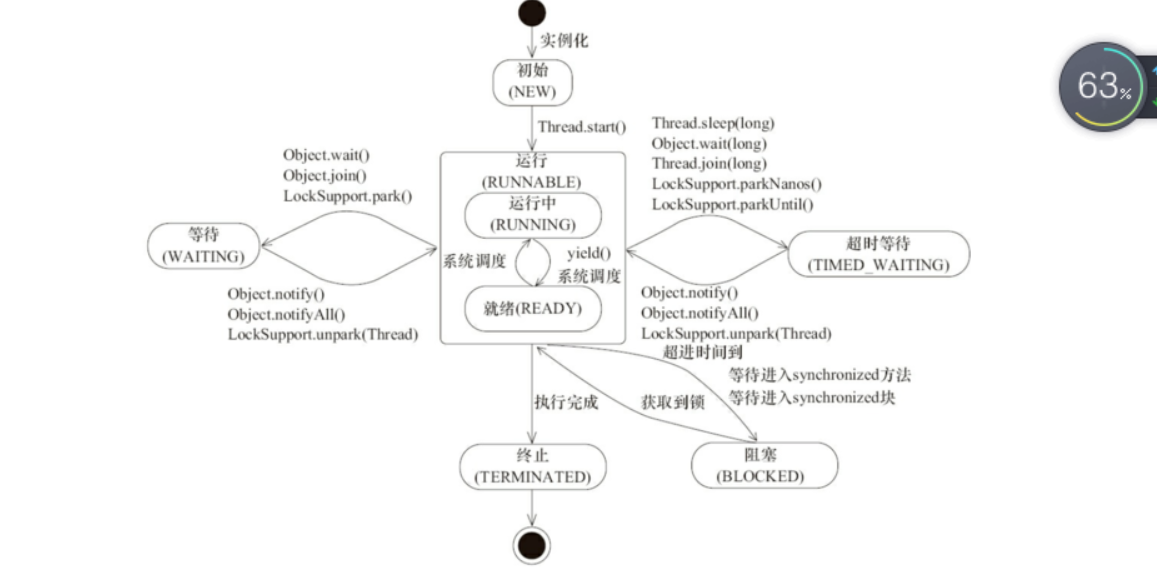 实例化
初始
(NEW)
Thread.start()
Object.wait()
Object.join()
LockSupport.park()
等待
(WAITING)
Object.notify()
Object.notifyAll()
LockSupport.unpark(Thread)
运行
(RUNNABLE)
运行中
(RUNNING)
系统调度
yield()
系统调度
就绪(READY)
Thread.sleep(long)
Object.wait(long)
Thread.join(long)
LockSupport.parkNanos()
LockSupport.parkUntil()
超时等待
(TIMED_WAITING)
Object.notify()
Object.notifyAll()
LockSupport.unpark(Thread)
超进时间到
等待进入synchronized方法
等待进入synchronized块
获取到锁
执行完成
终止
(TERMINATED)
阻塞
(BLOCKED)
63%